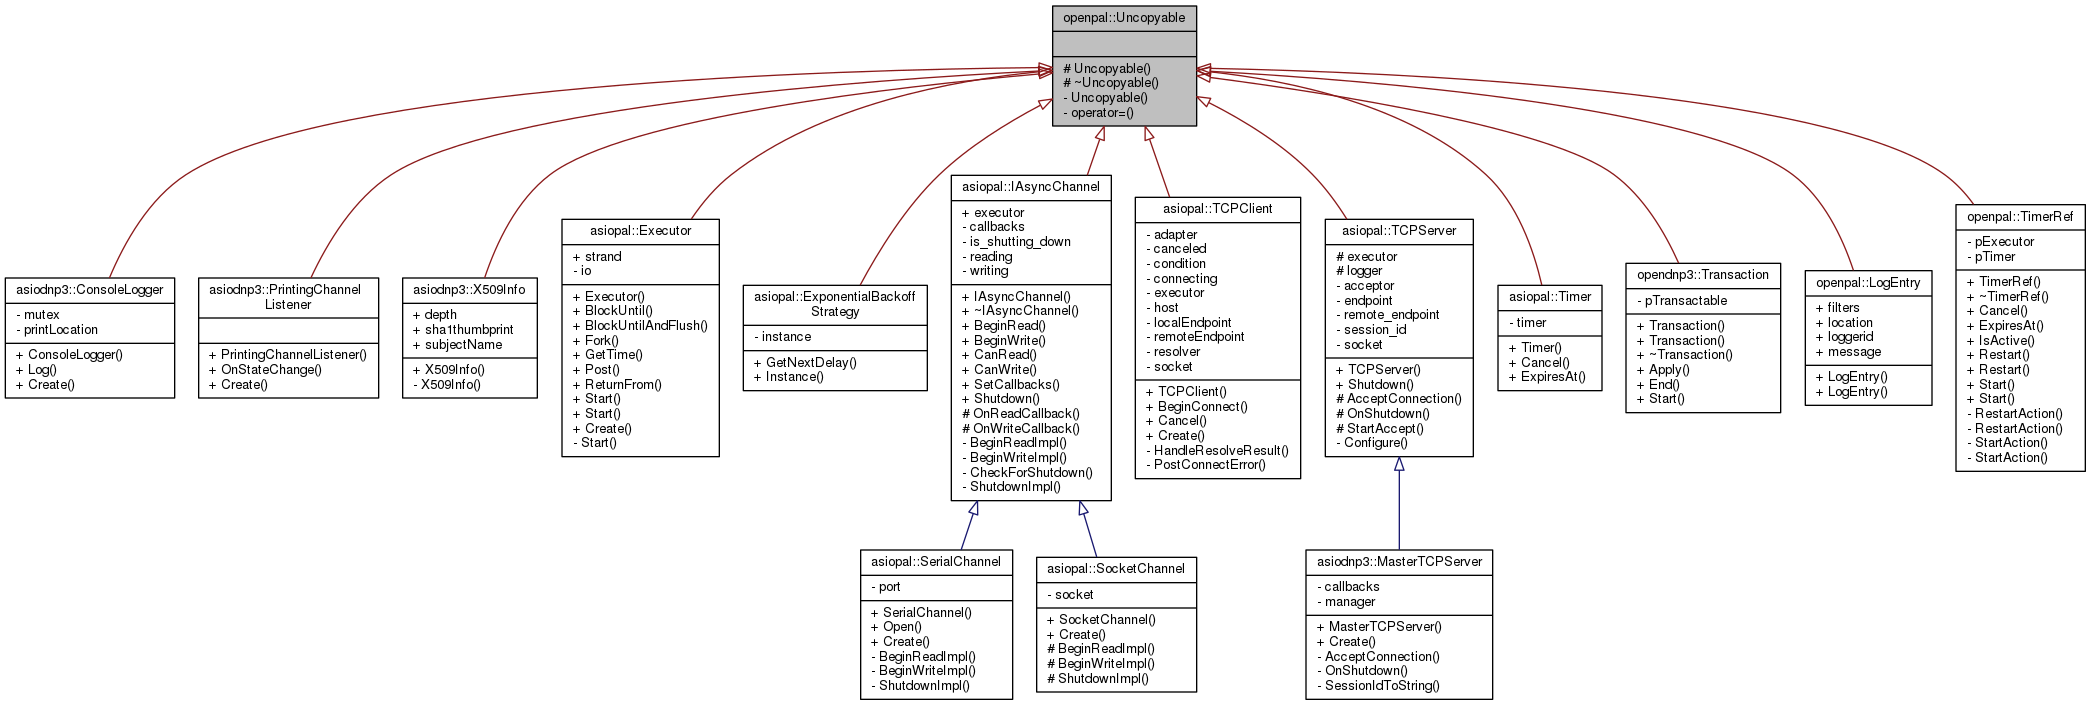 openpal::Uncopyable
# Uncopyable()
# ~Uncopyable()
- Uncopyable()
- operator=()
asiodnp3::ConsoleLogger
- mutex
- printLocation
+ ConsoleLogger()
+ Log()
+ Create()
asiodnp3::PrintingChannel
Listener
+ PrintingChannelListener()
+ OnStateChange()
+ Create()
asiodnp3::X509Info
+ depth
+ sha1thumbprint
+ subjectName
+ X509Info()
- X509Info()
asiopal::Executor
+ strand
- io
+ Executor()
+ BlockUntil()
+ BlockUntilAndFlush()
+ Fork()
+ GetTime()
+ Post()
+ ReturnFrom()
+ Start()
+ Start()
+ Create()
- Start()
asiopal::ExponentialBackoff
Strategy
- instance
+ GetNextDelay()
+ Instance()
asiopal::IAsyncChannel
+ executor
- callbacks
- is_shutting_down
- reading
- writing
+ IAsyncChannel()
+ ~IAsyncChannel()
+ BeginRead()
+ BeginWrite()
+ CanRead()
+ CanWrite()
+ SetCallbacks()
+ Shutdown()
# OnReadCallback()
# OnWriteCallback()
- BeginReadImpl()
- BeginWriteImpl()
- CheckForShutdown()
- ShutdownImpl()
asiopal::TCPClient
- adapter
- canceled
- condition
- connecting
- executor
- host
- localEndpoint
- remoteEndpoint
- resolver
- socket
+ TCPClient()
+ BeginConnect()
+ Cancel()
+ Create()
- HandleResolveResult()
- PostConnectError()
asiopal::TCPServer
# executor
# logger
- acceptor
- endpoint
- remote_endpoint
- session_id
- socket
+ TCPServer()
+ Shutdown()
# AcceptConnection()
# OnShutdown()
# StartAccept()
- Configure()
asiopal::Timer
- timer
+ Timer()
+ Cancel()
+ ExpiresAt()
opendnp3::Transaction
- pTransactable
+ Transaction()
+ Transaction()
+ ~Transaction()
+ Apply()
+ End()
+ Start()
openpal::LogEntry
+ filters
+ location
+ loggerid
+ message
+ LogEntry()
+ LogEntry()
openpal::TimerRef
- pExecutor
- pTimer
+ TimerRef()
+ ~TimerRef()
+ Cancel()
+ ExpiresAt()
+ IsActive()
+ Restart()
+ Restart()
+ Start()
+ Start()
- RestartAction()
- RestartAction()
- StartAction()
- StartAction()
asiopal::SerialChannel
- port
+ SerialChannel()
+ Open()
+ Create()
- BeginReadImpl()
- BeginWriteImpl()
- ShutdownImpl()
asiopal::SocketChannel
- socket
+ SocketChannel()
+ Create()
# BeginReadImpl()
# BeginWriteImpl()
# ShutdownImpl()
asiodnp3::MasterTCPServer
- callbacks
- manager
+ MasterTCPServer()
+ Create()
- AcceptConnection()
- OnShutdown()
- SessionIdToString()